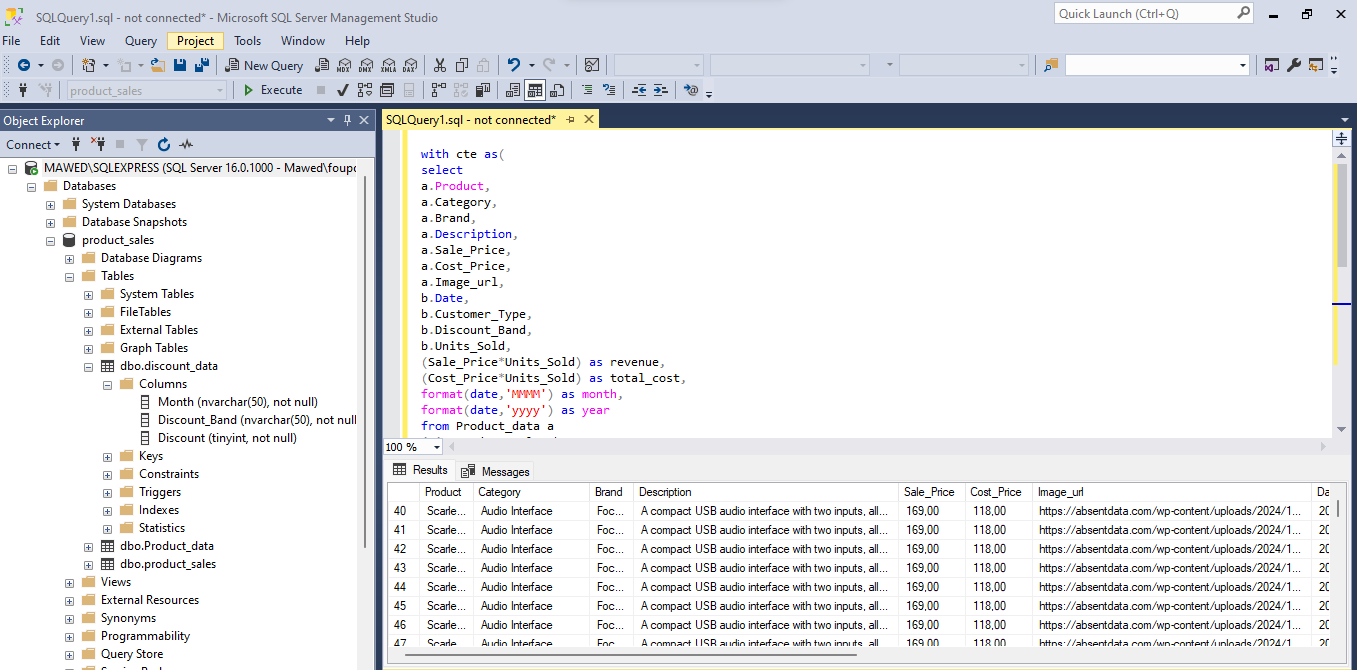 SQLQuery1.sql - not connected* - Microsoft SQL Server Management Studio
Quick Launch (Ctrl+Q)
File Edit View Query Project Tools Window Help
New Query
MDX DMX XMLA DAX
product_sales
Execute
Object Explorer
SQLQuery1.sql - not connected*
Connect
MAWED\SQLEXPRESS (SQL Server 16.0.1000 - Mawed\foupo
Databases
System Databases
Database Snapshots
product_sales
Database Diagrams
Tables
System Tables
FileTables
External Tables
Graph Tables
dbo.discount_data
Columns
Month (nvarchar(50), not null)
Discount_Band (nvarchar(50), not null
Discount (tinyint, not null)
Keys
Constraints
Triggers
Indexes
Statistics
dbo.Product_data
dbo.product_sales
Views
External Resources
Synonyms
Programmability
Query Store
with cte as(
select
a.Product,
a.Category,
a.Brand,
a.Description,
a.Sale_Price,
a.Cost_Price,
a.Image_url,
b.Date,
b.Customer_Type,
b.Discount_Band,
b.Units_Sold,
(Sale_Price*Units_Sold) as revenue,
(Cost_Price*Units_Sold) as total_cost,
format(date,'MMMM') as month,
format(date,'yyyy') as year
from Product_data a
100 %
Results Messages
Product Category Brand Description Sale_Price Cost_Price Image_url Da
40 Scarle... Audio Interface Foc... A compact USB audio interface with two inputs, all... 169,00 118,00 https://absentdata.com/wp-content/uploads/2024/1... 20
41 Scarle... Audio Interface Foc... A compact USB audio interface with two inputs, all... 169,00 118,00 https://absentdata.com/wp-content/uploads/2024/1... 20
42 Scarle... Audio Interface Foc... A compact USB audio interface with two inputs, all... 169,00 118,00 https://absentdata.com/wp-content/uploads/2024/1... 20
43 Scarle... Audio Interface Foc... A compact USB audio interface with two inputs, all... 169,00 118,00 https://absentdata.com/wp-content/uploads/2024/1... 20
44 Scarle... Audio Interface Foc... A compact USB audio interface with two inputs, all... 169,00 118,00 https://absentdata.com/wp-content/uploads/2024/1... 20
45 Scarle... Audio Interface Foc... A compact USB audio interface with two inputs, all... 169,00 118,00 https://absentdata.com/wp-content/uploads/2024/1... 20
46 Scarle... Audio Interface Foc... A compact USB audio interface with two inputs, all... 169,00 118,00 https://absentdata.com/wp-content/uploads/2024/1... 20
47 Scarle... Audio Interface Foc... A compact USB audio interface with two inputs, all... 169,00 118,00 https://absentdata.com/wp-content/uploads/2024/1... 20